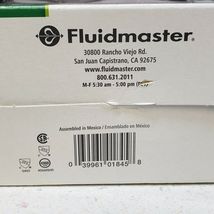 Fluidmaster®
30800 Rancho Viejo Rd.
San Juan Capistrano, CA 92675
www.fluidmaster.com
800.631.2011
M-F 5:30 am - 5:00 pm (PST)
Assembled in Mexico / Ensamblado en México
0 39961 01845 8